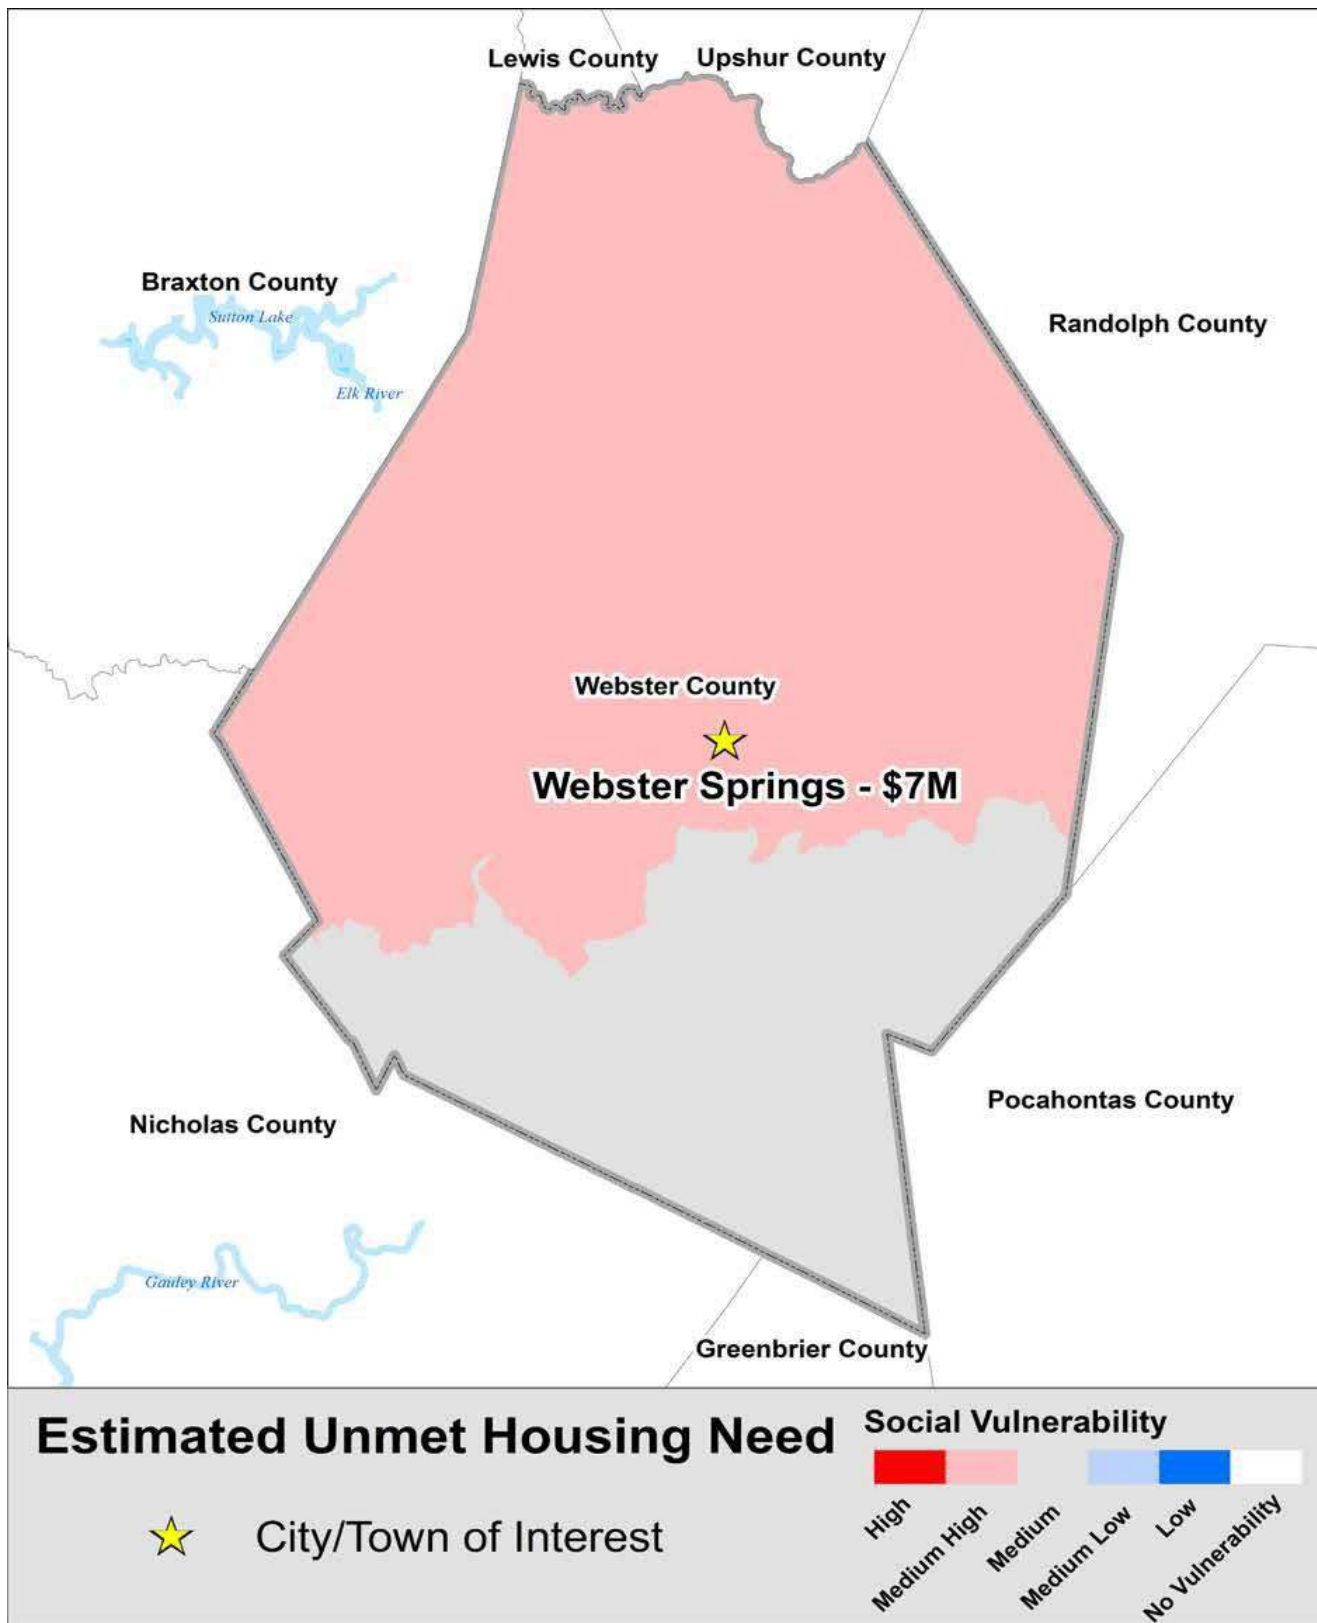 Lewis County
Upshur County
Braxton County
Sutton Lake
Elk River
Randolph County
Webster County
Webster Springs - $7M
Nicholas County
Pocahontas County
Gauley River
Greenbrier County
Estimated Unmet Housing Need
City/Town of Interest
Social Vulnerability
High
Medium High
Medium
Medium Low
Low
No Vulnerability